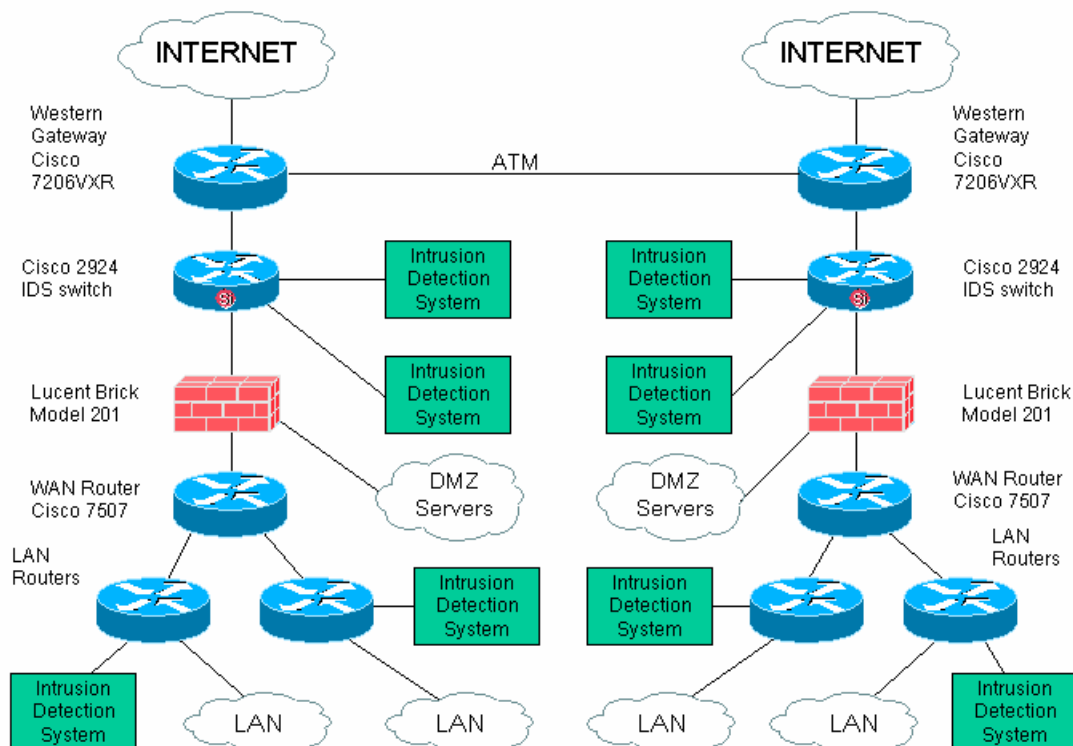 INTERNET
INTERNET
Western
Gateway
Cisco
7206VXR
ATM
Western
Gateway
Cisco
7206VXR
Cisco 2924
IDS switch
Si
Intrusion
Detection
System
Intrusion
Detection
System
Si
Cisco 2924
IDS switch
Intrusion
Detection
System
Intrusion
Detection
System
Lucent Brick
Model 201
Lucent Brick
Model 201
WAN Router
Cisco 7507
DMZ
Servers
DMZ
Servers
WAN Router
Cisco 7507
LAN
Routers
LAN
Routers
Intrusion
Detection
System
Intrusion
Detection
System
Intrusion
Detection
System
LAN
LAN
LAN
LAN
Intrusion
Detection
System